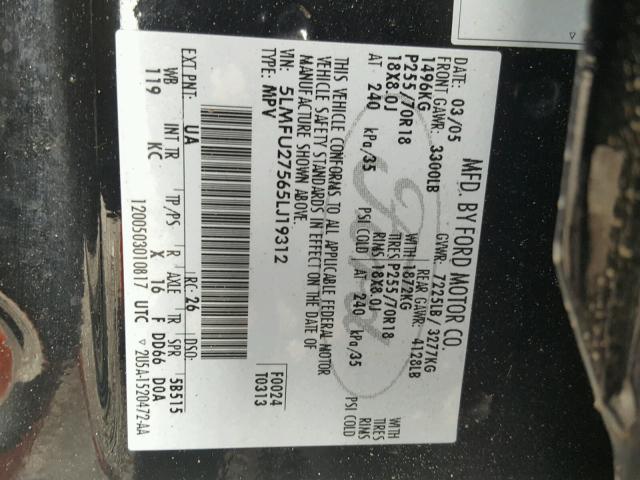 MFD. BY FORD MOTOR CO.
DATE: 03/05 GVWR: 7225LB / 3277KG
FRONT GAWR: 3300LB REAR GAWR: 4128LB
1496KG WITH 1872KG WITH
P255/70R18 TIRES P255/70R18 TIRES
18X8.0J RIMS 18X8.0J RIMS
AT 240 kPa/35 PSI COLD AT 240 kPa/35 PSI COLD
THIS VEHICLE CONFORMS TO ALL APPLICABLE FEDERAL MOTOR
VEHICLE SAFETY STANDARDS IN EFFECT ON THE DATE OF
MANUFACTURE SHOWN ABOVE.
VIN: 5LMFU27565LJ19312 F0024
TYPE: MPV T0313
EXT PNT: UA RC: 26 DSO:
WB INT TR TP/PS R AXLE TR SPR
119 KC X 16 F DD66 D0A 5B515
1200503010817 UTC ▽ 2U5A-1520472-AA
Ford